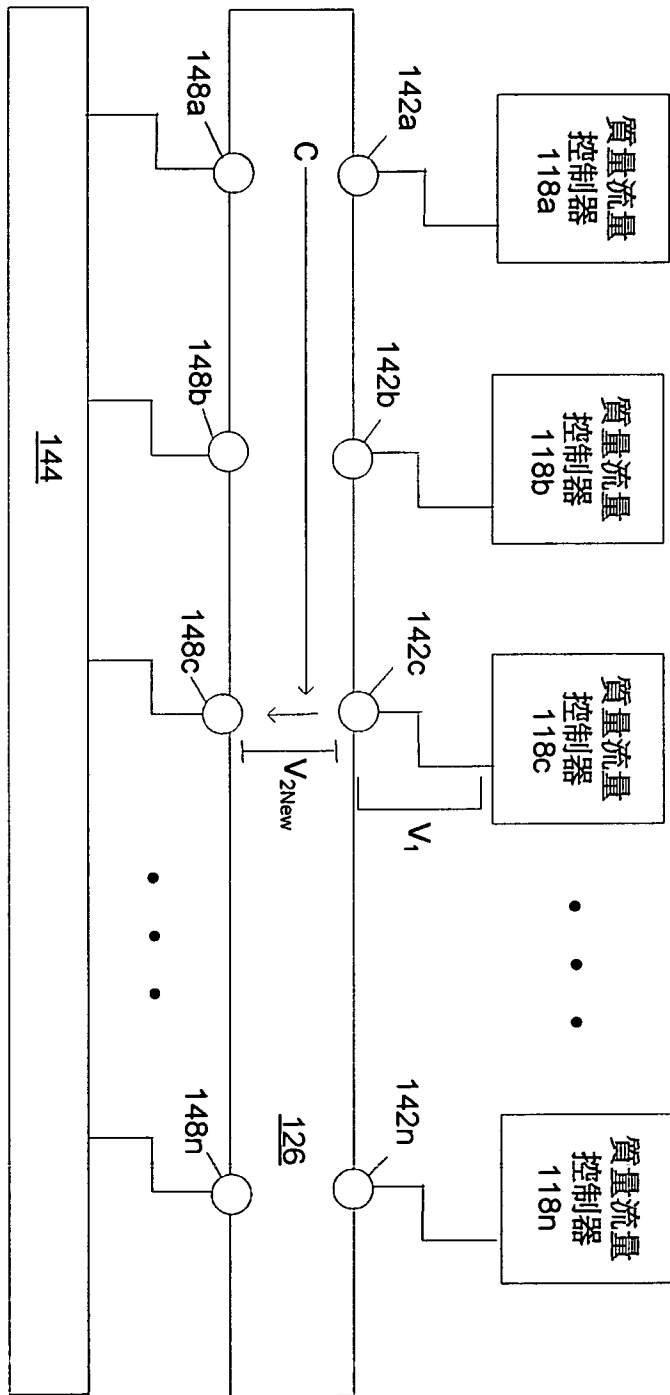 質量流量
控制器
118a
質量流量
控制器
118b
質量流量
控制器
118c
質量流量
控制器
118n
142a
142b
142c
142n
V1
C
V2New
126
148a
148b
148c
148n
144